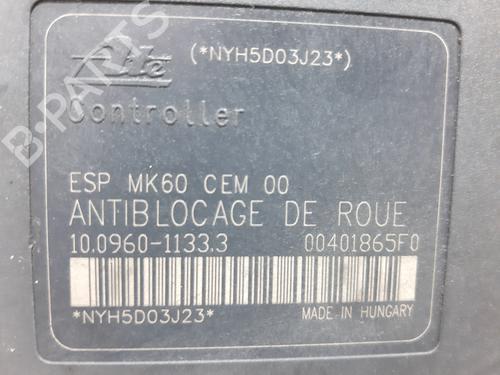 Ate (*NYH5D03J23*)
Controller
ESP MK60 CEM 00
ANTIBLOCAGE DE ROUE
10.0960-1133.3 00401865F0
*NYH5D03J23* MADE IN HUNGARY
B-PARTS